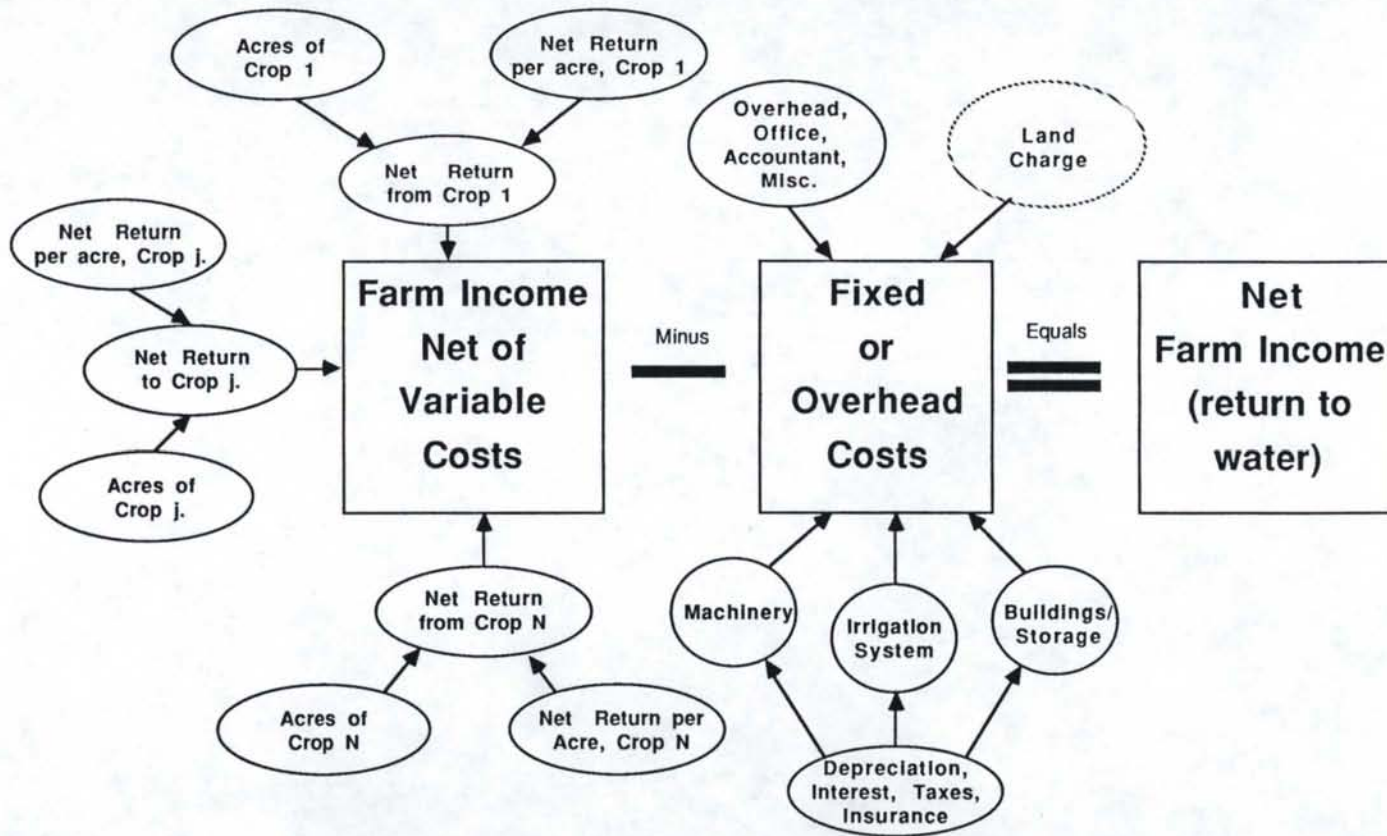 Acres of
Crop 1
Net Return
per acre, Crop 1
Net Return
from Crop 1
Overhead,
Office,
Accountant,
Misc.
Land
Charge
Net Return
per acre, Crop j.
Net Return
to Crop j.
Acres of
Crop j.
Farm Income
Net of
Variable
Costs
Minus
Fixed
or
Overhead
Costs
Equals
Net
Farm Income
(return to
water)
Net Return
from Crop N
Acres of
Crop N
Net Return per
Acre, Crop N
Machinery
Irrigation
System
Buildings/
Storage
Depreciation,
Interest, Taxes,
Insurance